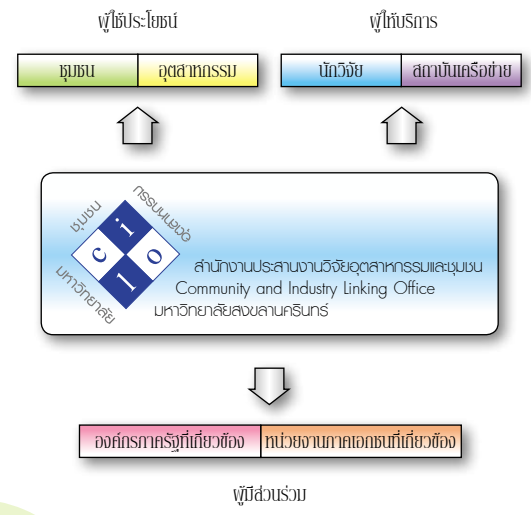 ผู้ใช้ประโยชน์ ผู้ให้บริการ
ชุมชน อุตสาหกรรม นักวิจัย สถาบันเครือข่าย
ชุมชน อุตสาหกรรม
c i
l o
มหาวิทยาลัย
สำนักงานประสานงานวิจัยอุตสาหกรรมและชุมชน
Community and Industry Linking Office
มหาวิทยาลัยสงขลานครินทร์
องค์กรภาครัฐที่เกี่ยวข้อง หน่วยงานภาคเอกชนที่เกี่ยวข้อง
ผู้มีส่วนร่วม